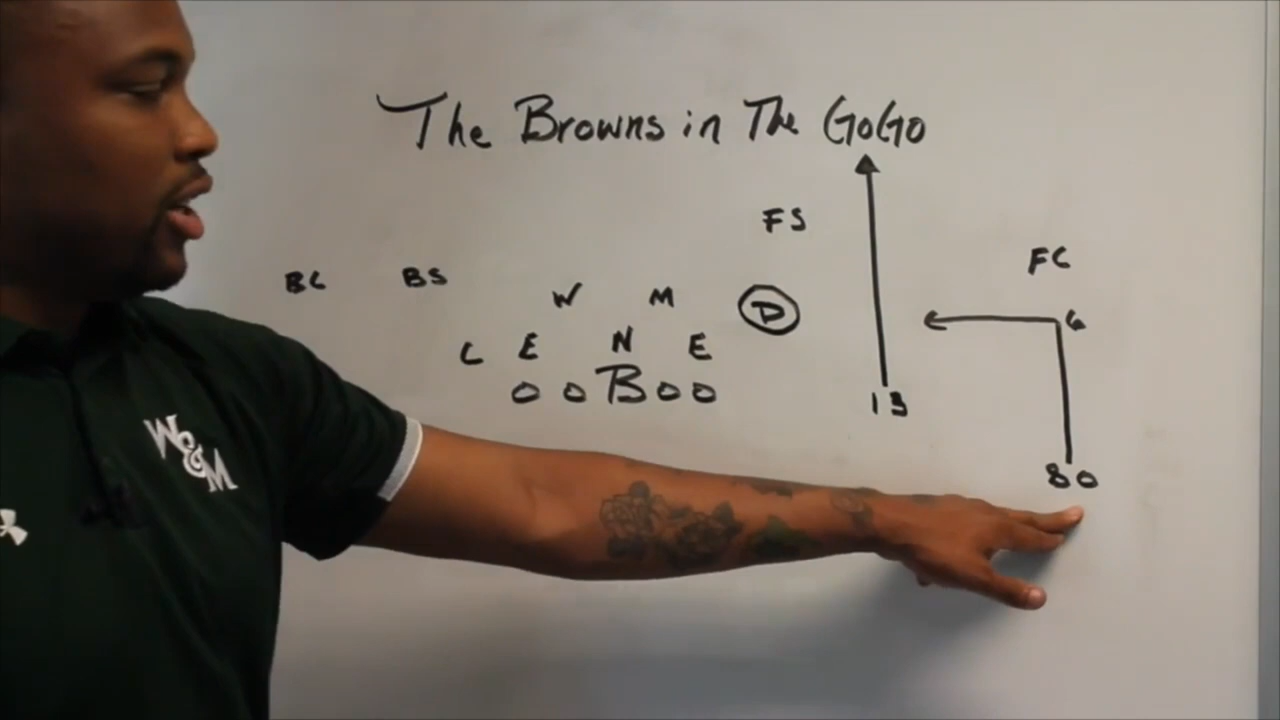 The Browns in The GoGo
FS
FC
BC BS W M D
6
C E N E
O O B O O
13
80
W&M